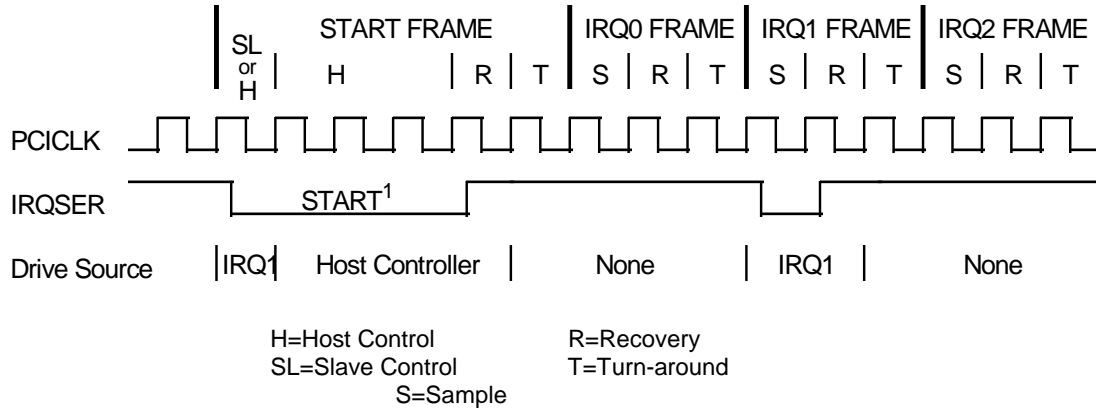 START FRAME IRQ0 FRAME IRQ1 FRAME IRQ2 FRAME
SL
or
H
H R T S R T S R T S R T
PCICLK
IRQSER START1
Drive Source IRQ1 Host Controller None IRQ1 None
H=Host Control R=Recovery
SL=Slave Control T=Turn-around
S=Sample